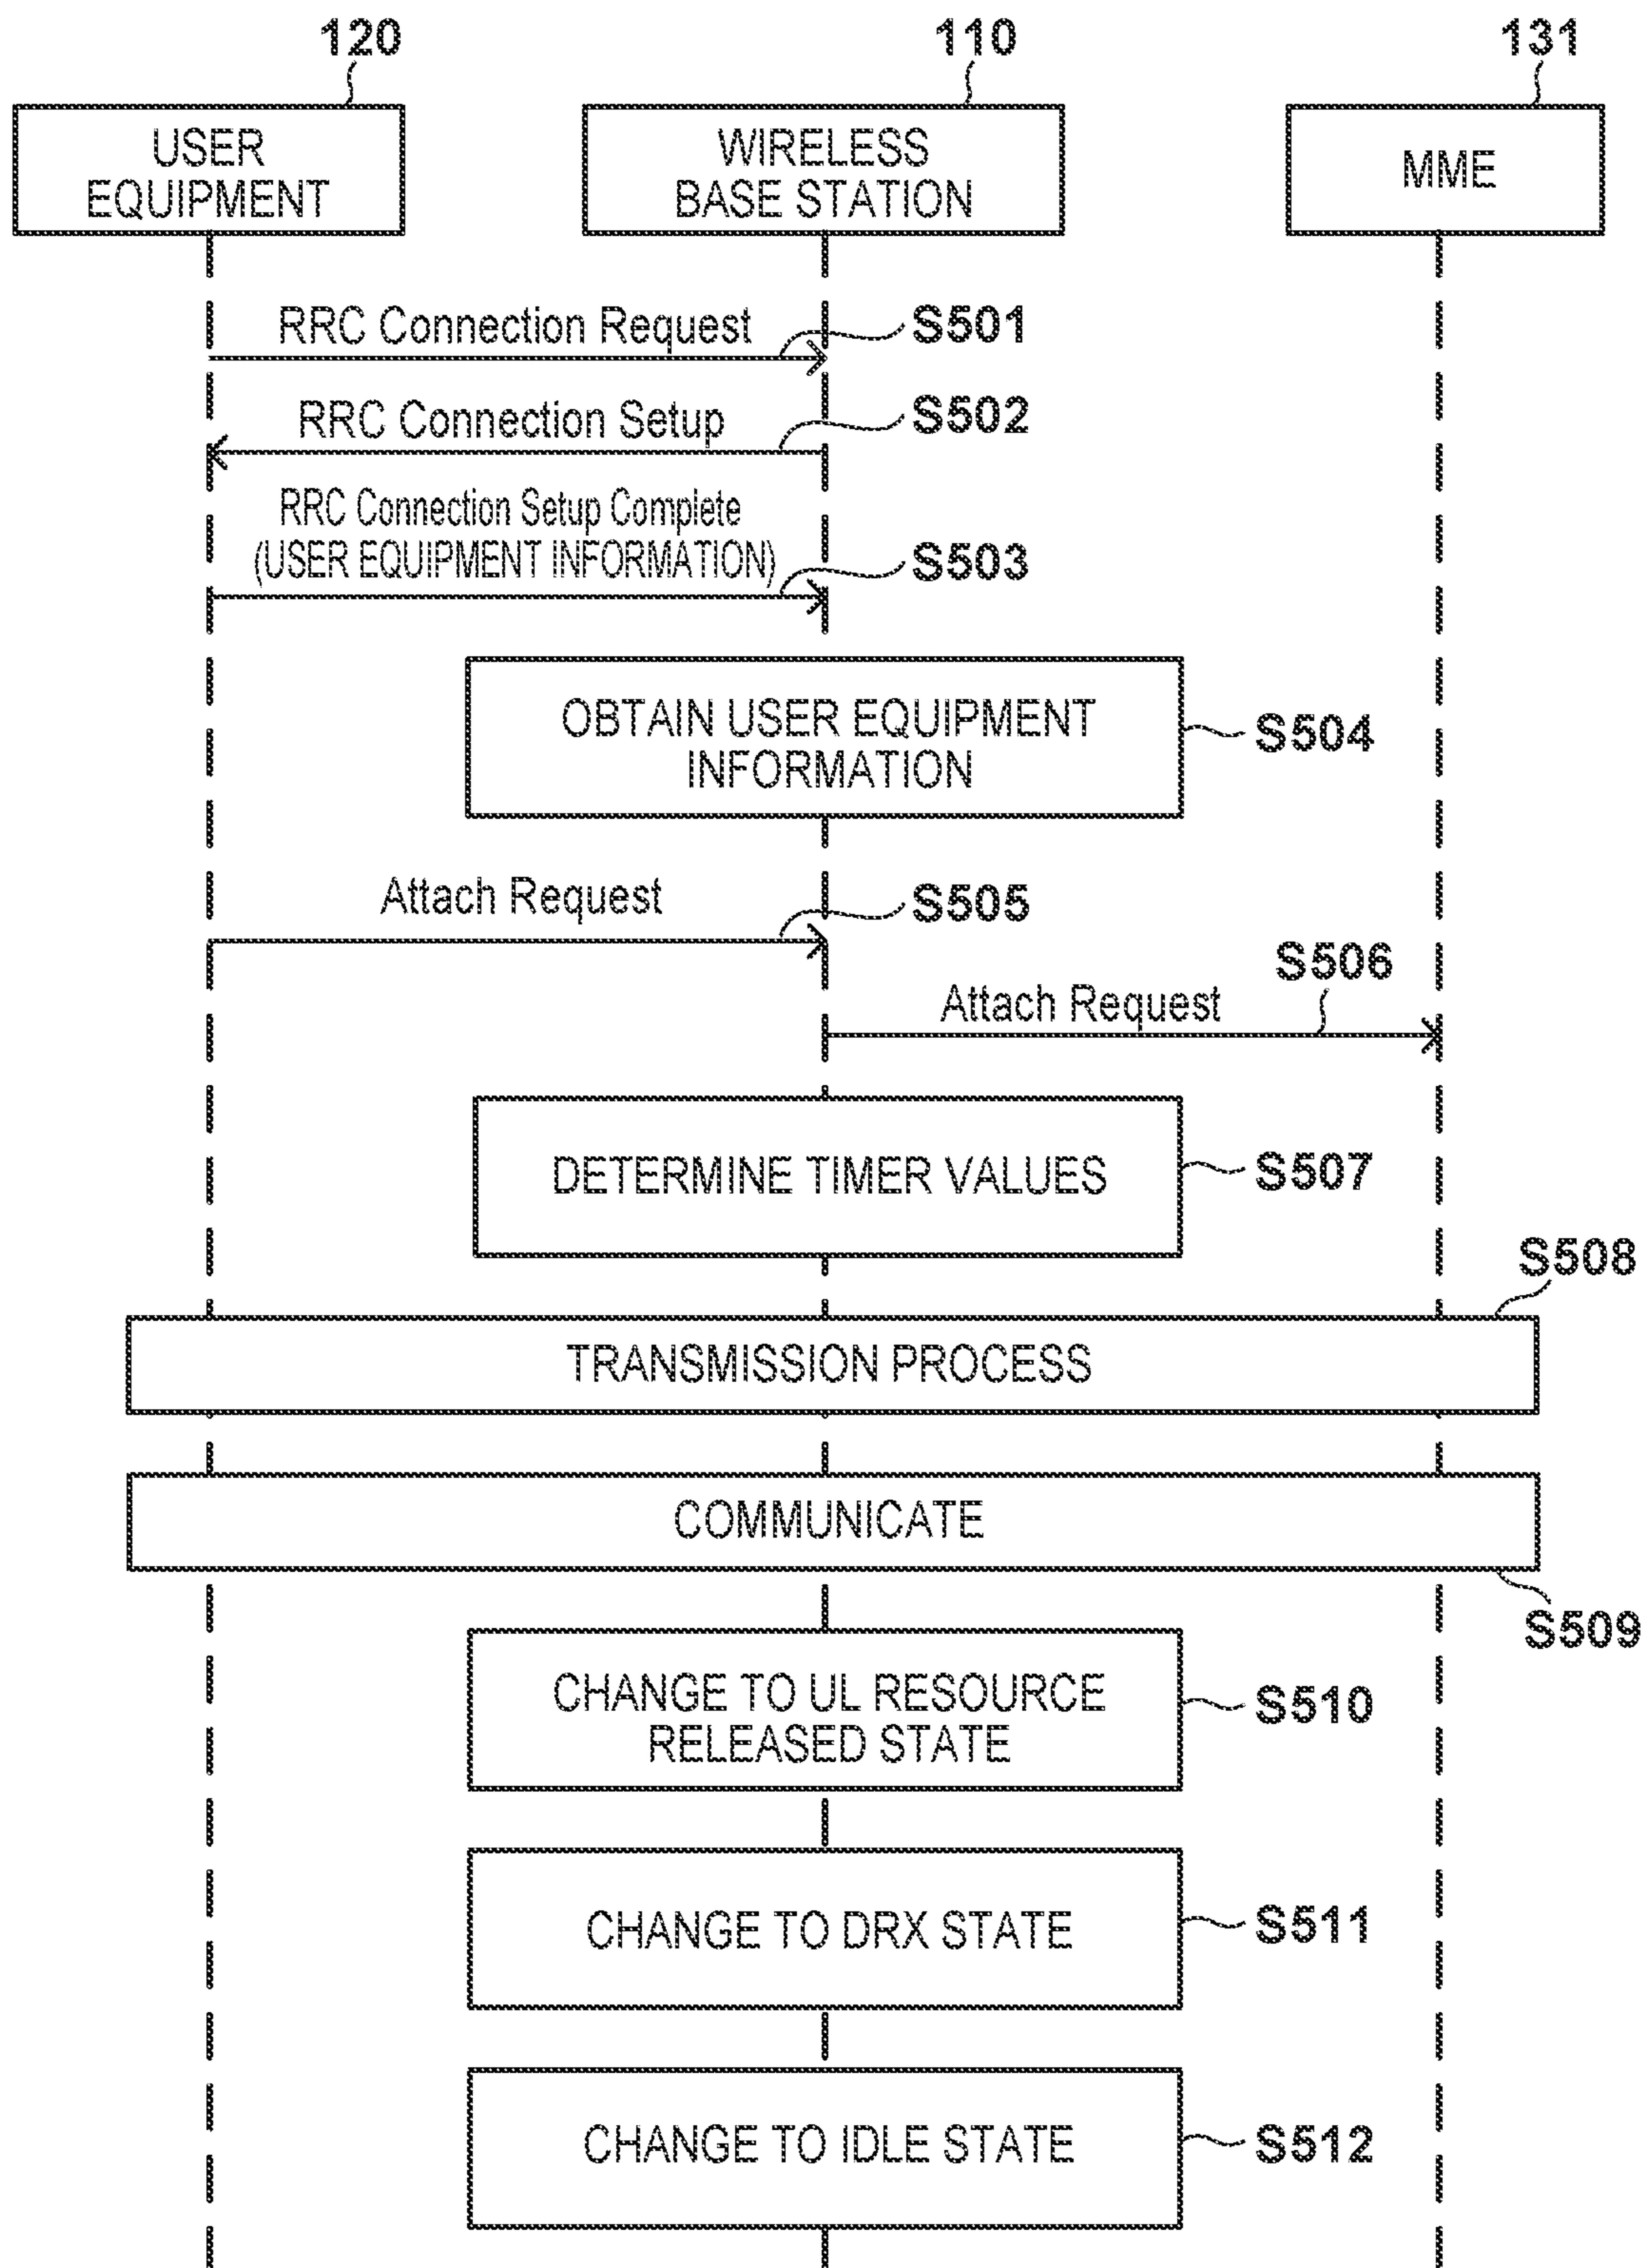 120
110
131
USER
EQUIPMENT
WIRELESS
BASE STATION
MME
RRC Connection Request
S501
RRC Connection Setup
S502
RRC Connection Setup Complete
(USER EQUIPMENT INFORMATION)
S503
OBTAIN USER EQUIPMENT
INFORMATION
S504
Attach Request
S505
S506
Attach Request
DETERMINE TIMER VALUES
S507
S508
TRANSMISSION PROCESS
COMMUNICATE
S509
CHANGE TO UL RESOURCE
RELEASED STATE
S510
CHANGE TO DRX STATE
S511
CHANGE TO IDLE STATE
S512